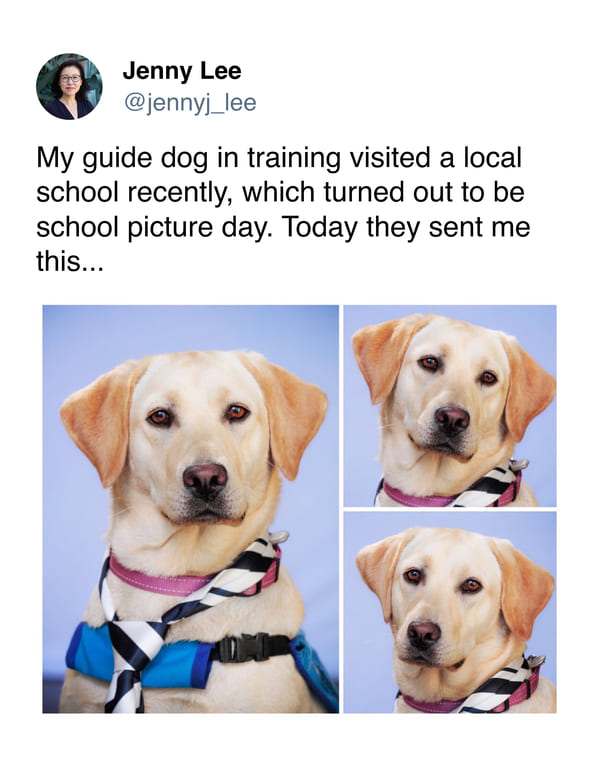 Jenny Lee
@jennyj_lee
My guide dog in training visited a local
school recently, which turned out to be
school picture day. Today they sent me
this...